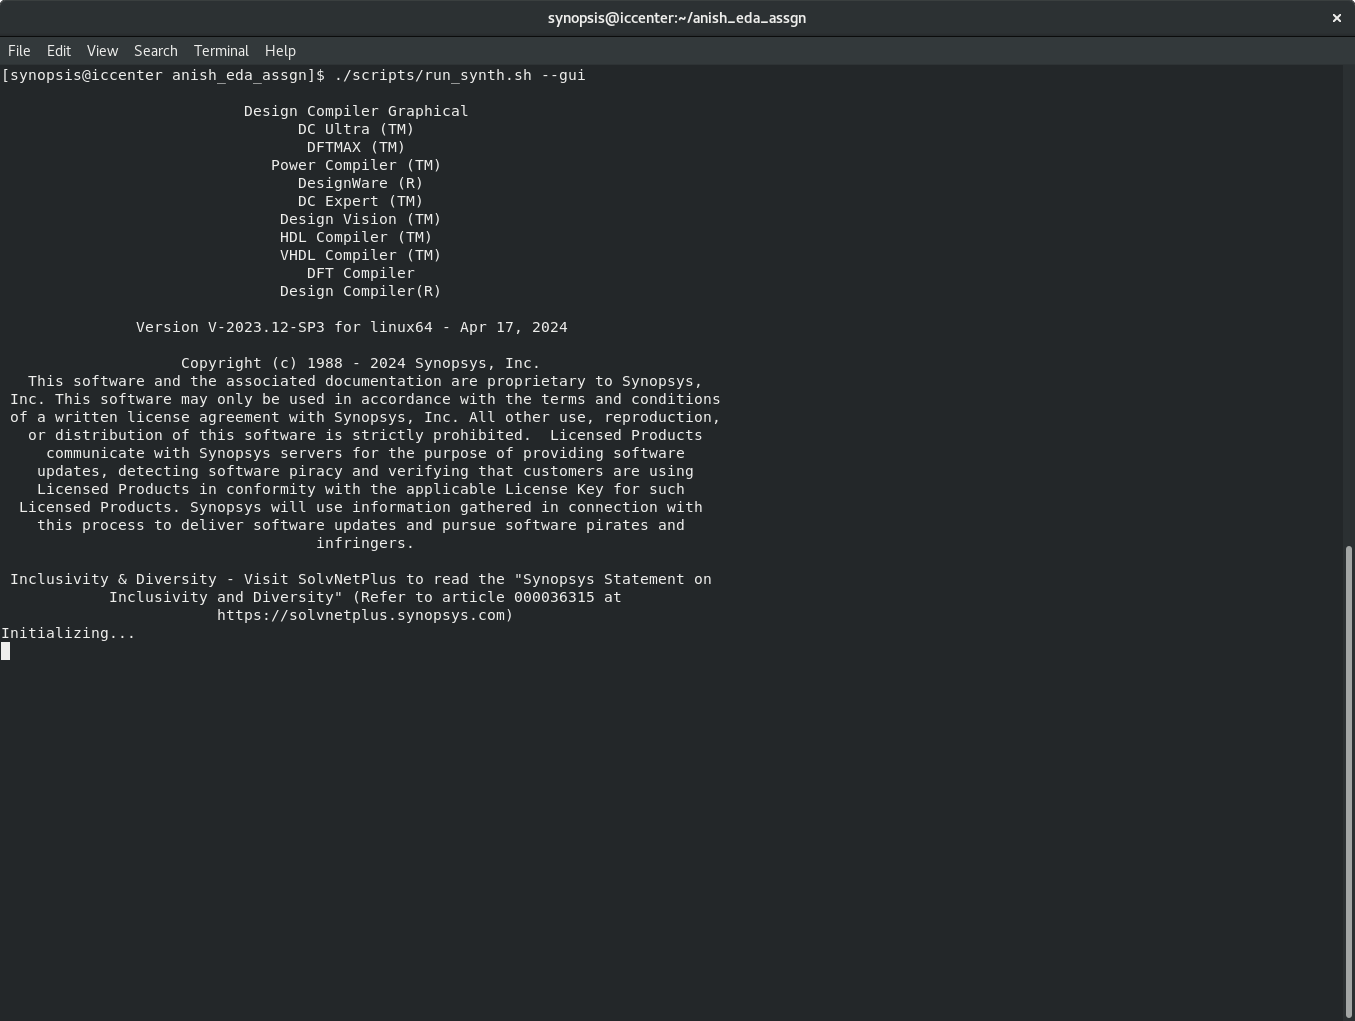 synopsis@iccenter:~/anish_eda_assgn
×
File Edit View Search Terminal Help
[synopsis@iccenter anish_eda_assgn]$ ./scripts/run_synth.sh --gui
Design Compiler Graphical
DC Ultra (TM)
DFTMAX (TM)
Power Compiler (TM)
DesignWare (R)
DC Expert (TM)
Design Vision (TM)
HDL Compiler (TM)
VHDL Compiler (TM)
DFT Compiler
Design Compiler(R)
Version V-2023.12-SP3 for linux64 - Apr 17, 2024
Copyright (c) 1988 - 2024 Synopsys, Inc.
This software and the associated documentation are proprietary to Synopsys,
Inc. This software may only be used in accordance with the terms and conditions
of a written license agreement with Synopsys, Inc. All other use, reproduction,
or distribution of this software is strictly prohibited.  Licensed Products
communicate with Synopsys servers for the purpose of providing software
updates, detecting software piracy and verifying that customers are using
Licensed Products in conformity with the applicable License Key for such
Licensed Products. Synopsys will use information gathered in connection with
this process to deliver software updates and pursue software pirates and
infringers.
Inclusivity & Diversity - Visit SolvNetPlus to read the "Synopsys Statement on
Inclusivity and Diversity" (Refer to article 000036315 at
https://solvnetplus.synopsys.com)
Initializing...